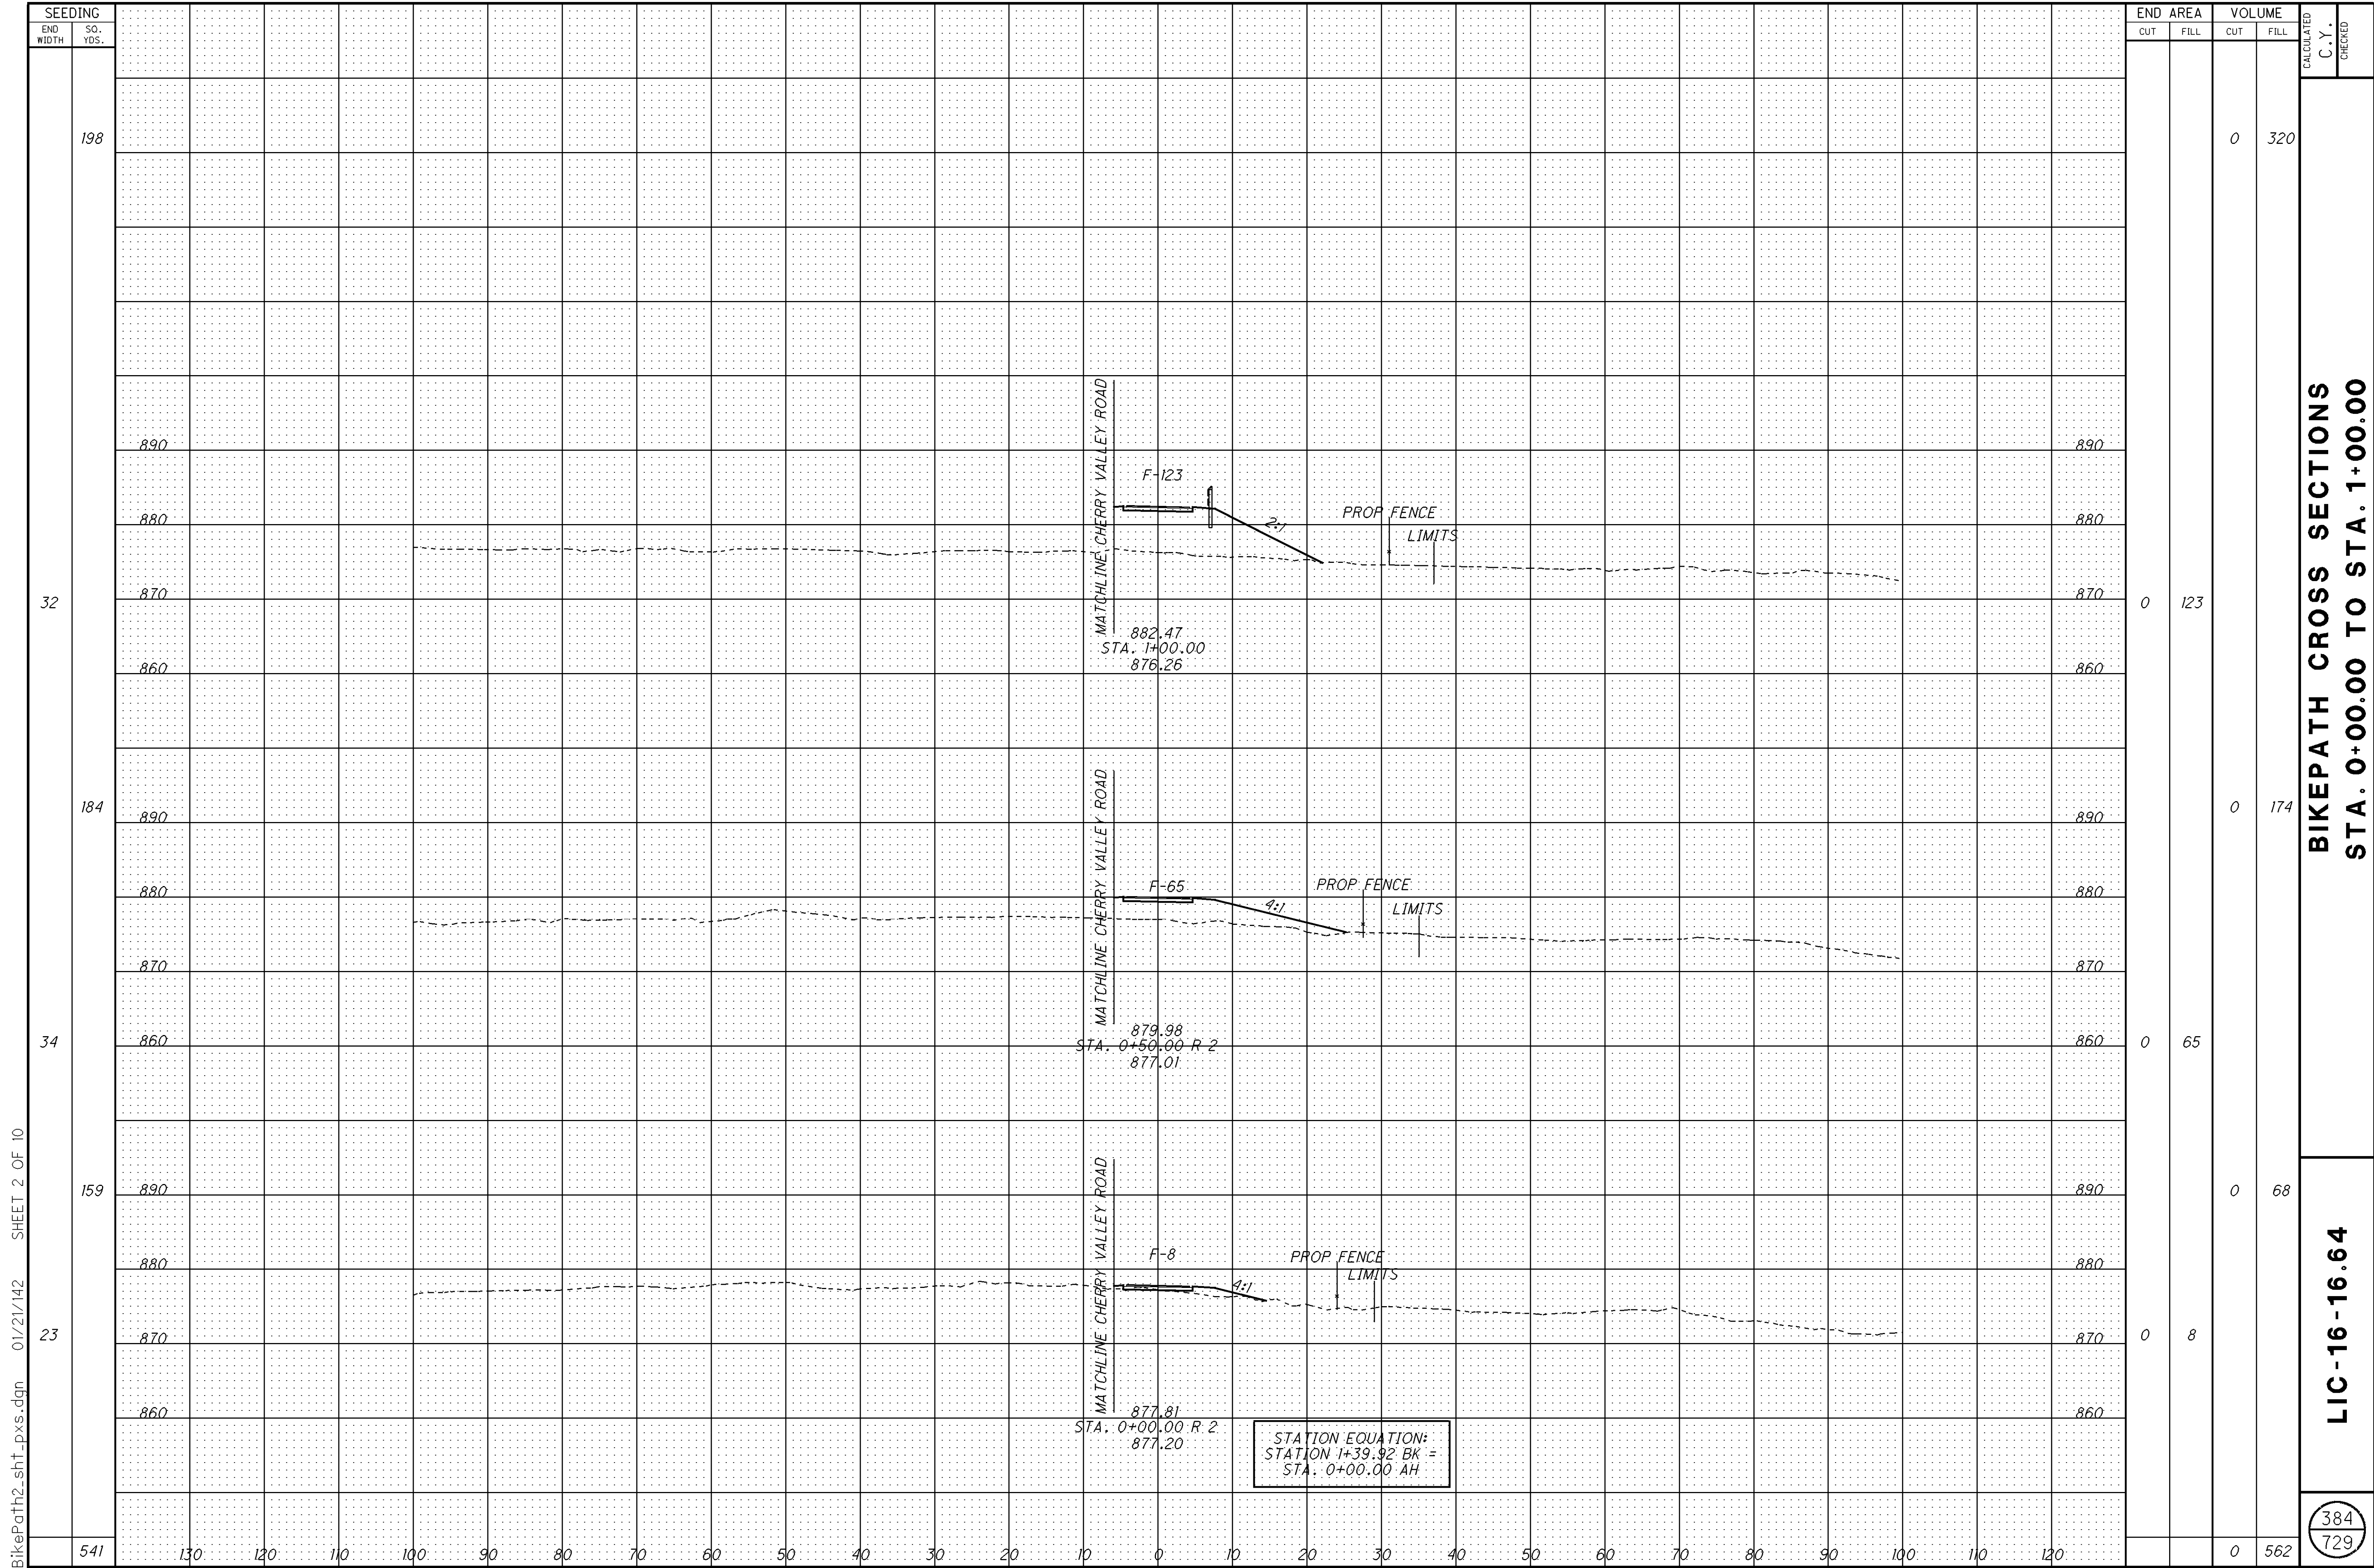 SEEDING
END WIDTH
SQ. YDS.
END AREA
VOLUME
CUT
FILL
CUT
FILL
CALCULATED
C.Y.
CHECKED
198
0 320
MATCHLINE CHERRY VALLEY ROAD
890
890
F-123
880
2:1
PROP FENCE
LIMITS
880
870
870
32
0 123
882.47
STA. 1+00.00
876.26
860
860
184
0 174
MATCHLINE CHERRY VALLEY ROAD
890
890
880
F-65
4:1
PROP FENCE
LIMITS
880
870
870
879.98
STA. 0+50.00 R 2
877.01
34
860
860
0 65
159
0 68
MATCHLINE CHERRY VALLEY ROAD
890
890
880
F-8
4:1
PROP FENCE
LIMITS
880
870
870
23
0 8
877.81
STA. 0+00.00 R 2
877.20
860
860
STATION EQUATION:
STATION 1+39.92 BK =
STA. 0+00.00 AH
541
130 120 110 100 90 80 70 60 50 40 30 20 10 0 10 20 30 40 50 60 70 80 90 100 110 120
0 562
BIKEPATH CROSS SECTIONS
STA. 0+00.00 TO STA. 1+00.00
LIC-16-16.64
384
729
BikePath2_sht_pxs.dgn 01/21/142 SHEET 2 OF 10